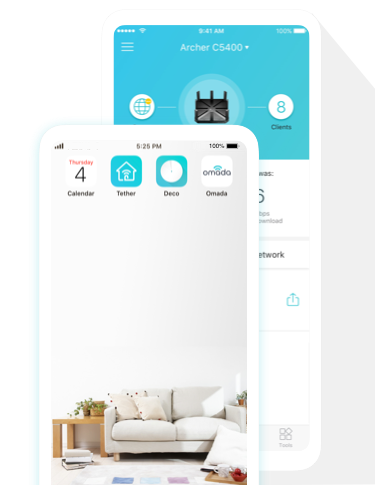 9:41 AM
100%
Archer C5400
8
Clients
5:25 PM
100%
Thursday
4
Calendar
Tether
Deco
omada
Omada
was:
6
bps
ownload
etwork
Tools